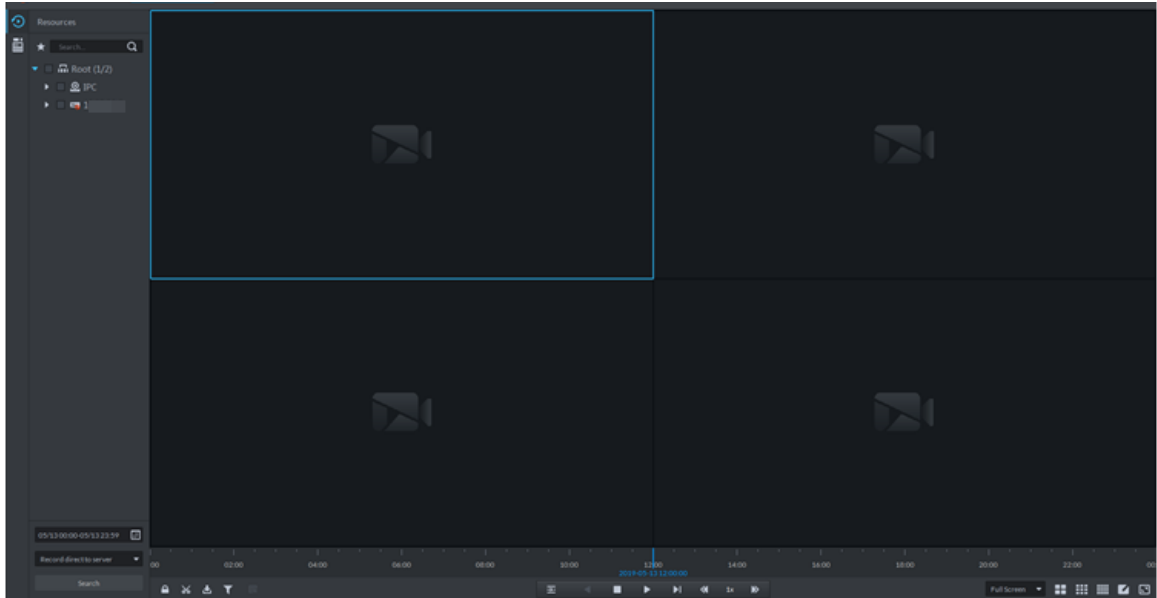 Resources
Search...
Root (1/2)
IPC
1
05/13 00:00-05/13 23:59
Record direct to server
Search
00 02:00 04:00 06:00 08:00 10:00 12:00 14:00 16:00 18:00 20:00 22:00 00
2019-05-13 12:00:00
1x
Full Screen